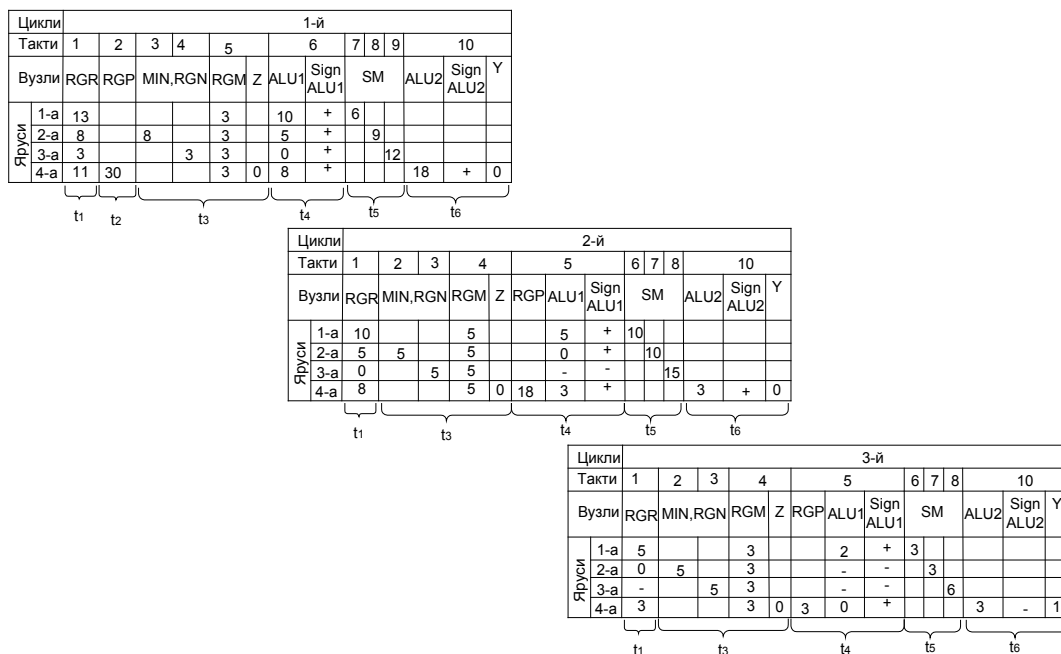 Цикли 1-й
Такти 1 2 3 4 5 6 7 8 9 10
Вузли RGR RGP MIN,RGN RGM Z ALU1 Sign ALU1 SM ALU2 Sign ALU2 Y
Яруси
1-а 13 3 10 + 6
2-а 8 8 3 5 + 9
3-а 3 3 3 0 + 12
4-а 11 30 3 0 8 + 18 + 0
t1 t2 t3 t4 t5 t6
Цикли 2-й
Такти 1 2 3 4 5 6 7 8 10
Вузли RGR MIN,RGN RGM Z RGP ALU1 Sign ALU1 SM ALU2 Sign ALU2 Y
Яруси
1-а 10 5 5 + 10
2-а 5 5 5 0 + 10
3-а 0 5 5 - - 15
4-а 8 5 0 18 3 + 3 + 0
t1 t3 t4 t5 t6
Цикли 3-й
Такти 1 2 3 4 5 6 7 8 10
Вузли RGR MIN,RGN RGM Z RGP ALU1 Sign ALU1 SM ALU2 Sign ALU2 Y
Яруси
1-а 5 3 2 + 3
2-а 0 5 3 - - 3
3-а - 5 3 - - 6
4-а 3 3 0 3 0 + 3 - 1
t1 t3 t4 t5 t6